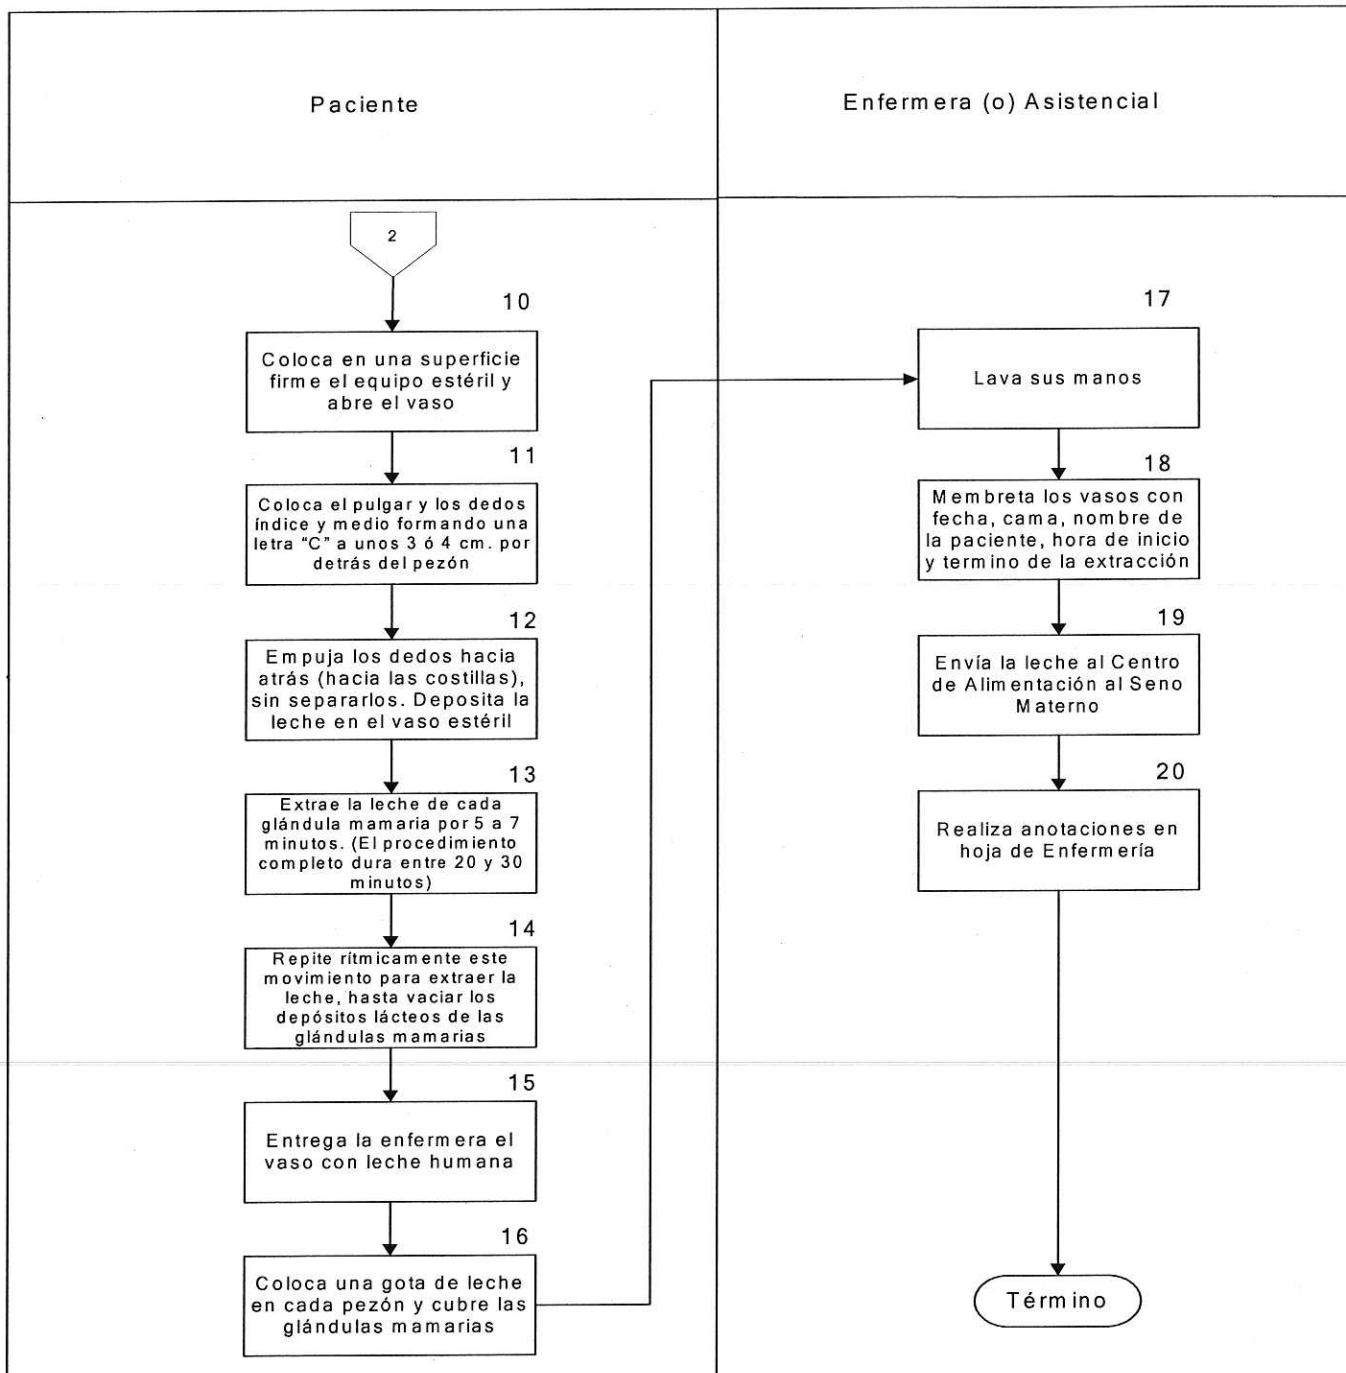 Paciente
Enfermera (o) Asistencial
2
10
Coloca en una superficie
firme el equipo estéril y
abre el vaso
11
Coloca el pulgar y los dedos
índice y medio formando una
letra “C” a unos 3 ó 4 cm. por
detrás del pezón
12
Empuja los dedos hacia
atrás (hacia las costillas),
sin separarlos. Deposita la
leche en el vaso estéril
13
Extrae la leche de cada
glándula mamaria por 5 a 7
minutos. (El procedimiento
completo dura entre 20 y 30
minutos)
14
Repite rítmicamente este
movimiento para extraer la
leche, hasta vaciar los
depósitos lácteos de las
glándulas mamarias
15
Entrega la enfermera el
vaso con leche humana
16
Coloca una gota de leche
en cada pezón y cubre las
glándulas mamarias
17
Lava sus manos
18
Membreta los vasos con
fecha, cama, nombre de
la paciente, hora de inicio
y termino de la extracción
19
Envía la leche al Centro
de Alimentación al Seno
Materno
20
Realiza anotaciones en
hoja de Enfermería
Término